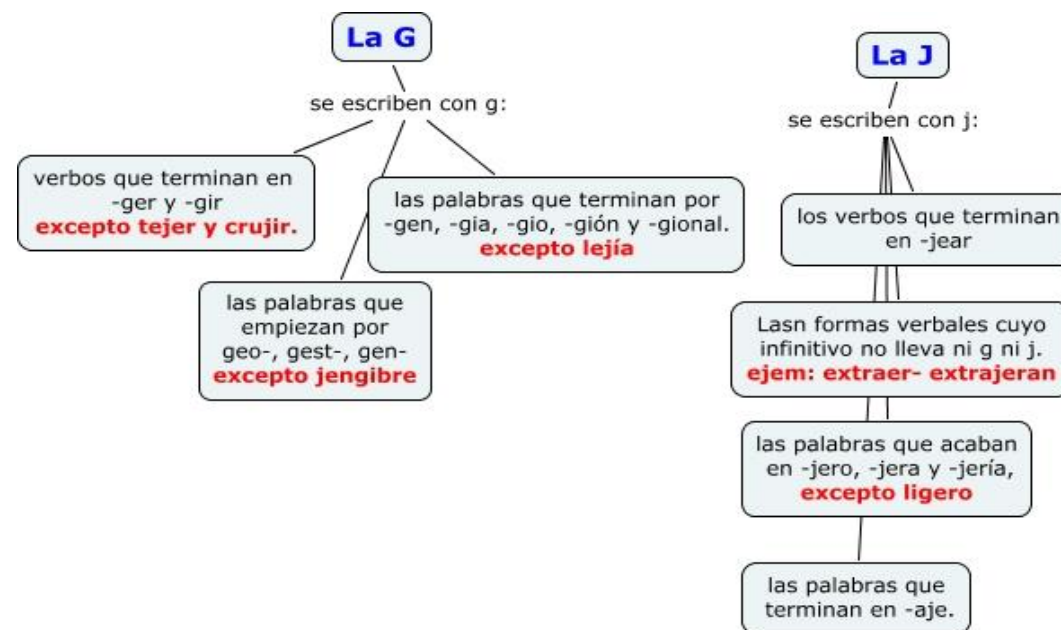 La G
se escriben con g:
verbos que terminan en
-ger y -gir
excepto tejer y crujir.
las palabras que terminan por
-gen, -gia, -gio, -gión y -gional.
excepto lejía
las palabras que
empiezan por
geo-, gest-, gen-
excepto jengibre
La J
se escriben con j:
los verbos que terminan
en -jear
Lasn formas verbales cuyo
infinitivo no lleva ni g ni j.
ejem: extraer- extrajeran
las palabras que acaban
en -jero, -jera y -jería,
excepto ligero
las palabras que
terminan en -aje.